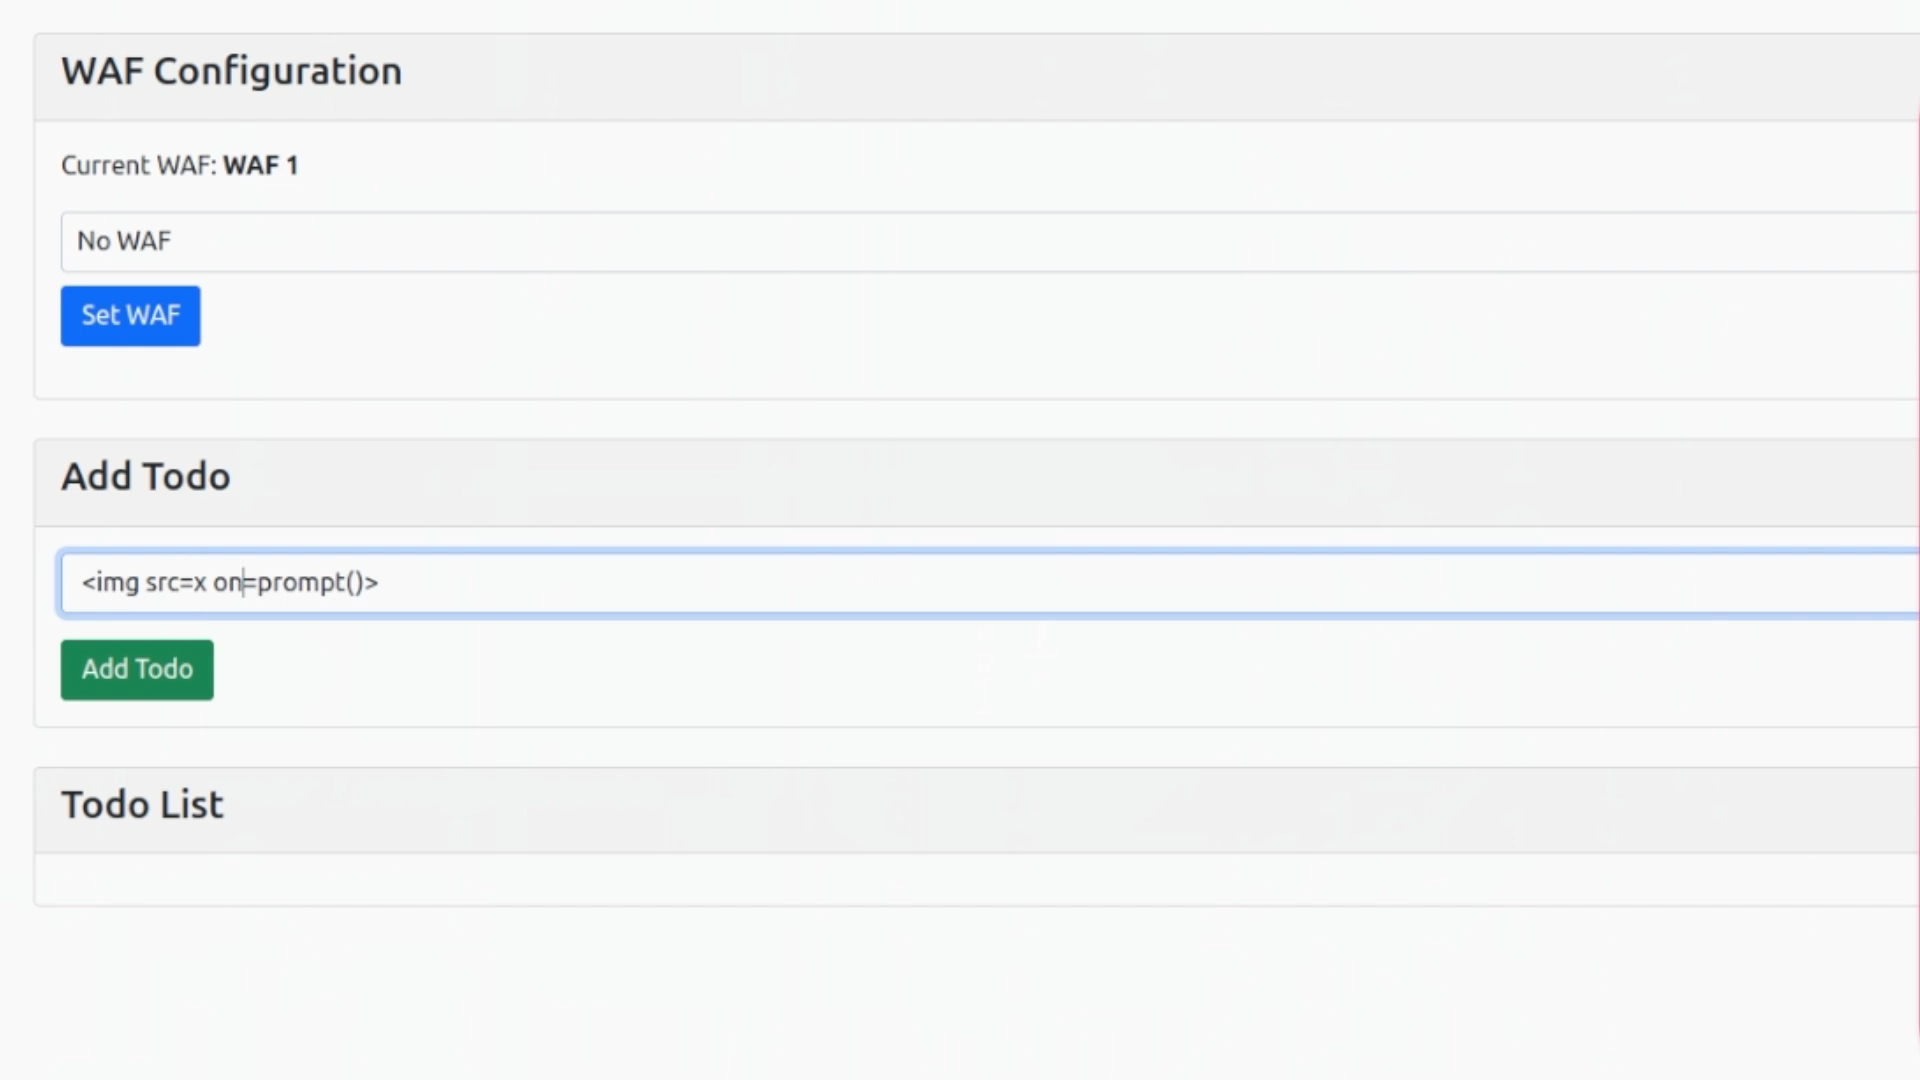 WAF Configuration
Current WAF: WAF 1
No WAF
Set WAF
Add Todo
<img src=x on=prompt()>
Add Todo
Todo List